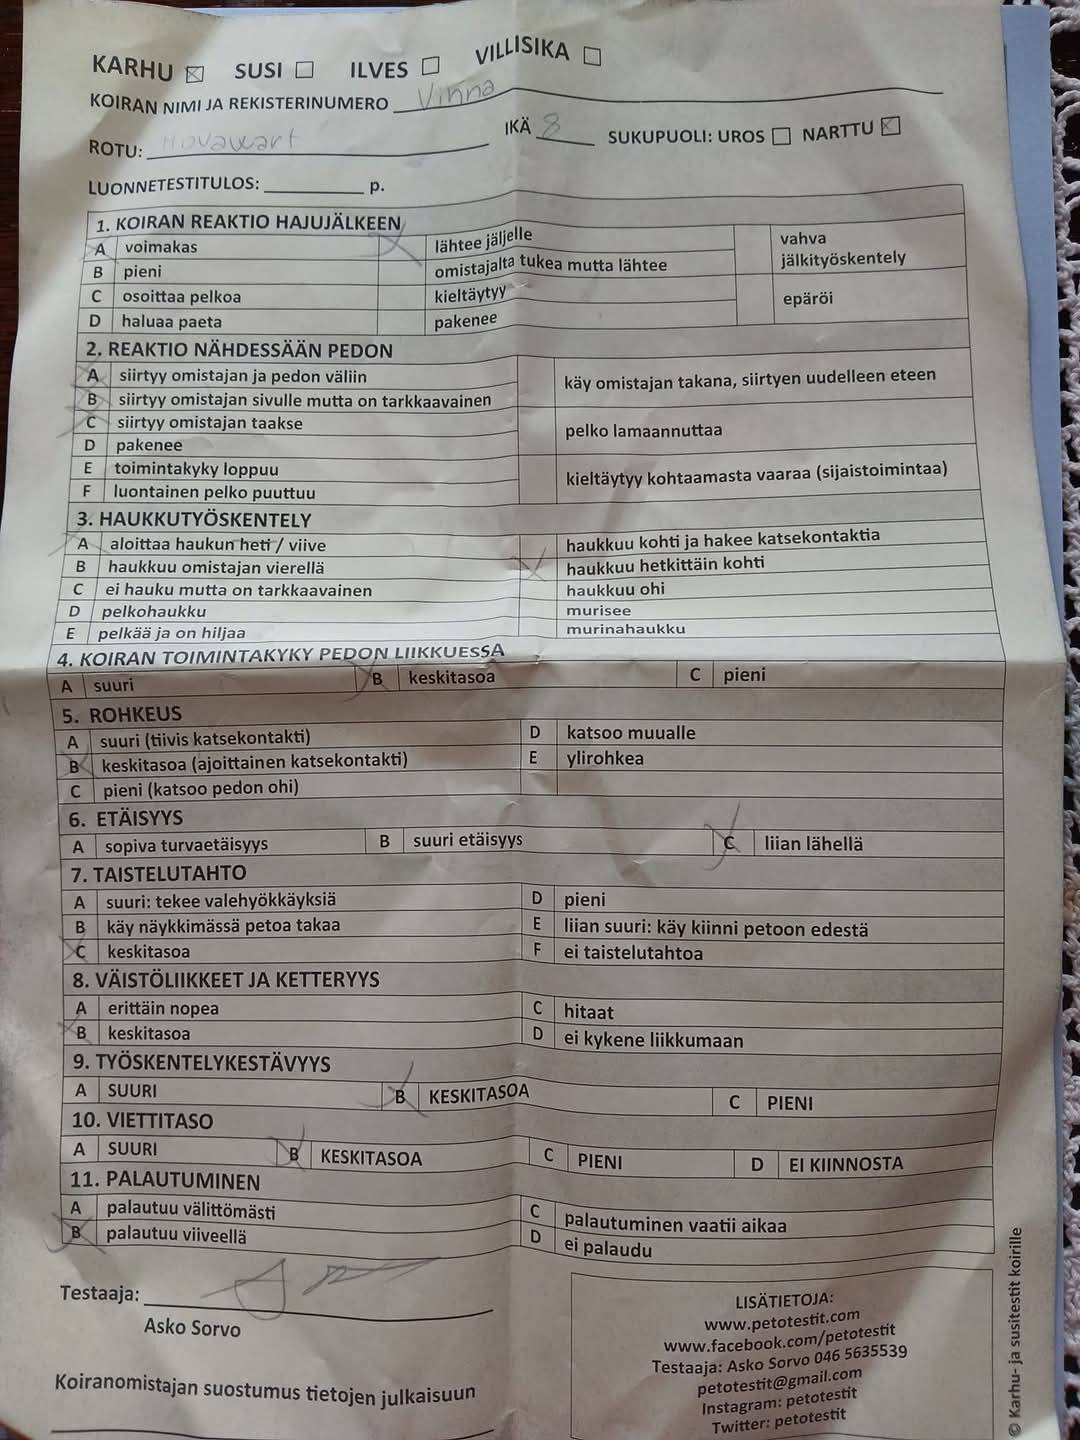 KARHU ☒ SUSI ☐ ILVES ☐ VILLISIKA ☐
KOIRAN NIMI JA REKISTERINUMERO Vinna
ROTU: Hovawart IKÄ 8 SUKUPUOLI: UROS ☐ NARTTU ☒
LUONNETESTITULOS: p.
1. KOIRAN REAKTIO HAJUJÄLKEEN
A voimakas lähtee jäljelle vahva jälkityöskentely
B pieni omistajalta tukea mutta lähtee
C osoittaa pelkoa kieltäytyy epäröi
D haluaa paeta pakenee
2. REAKTIO NÄHDESSÄÄN PEDON
A siirtyy omistajan ja pedon väliin käy omistajan takana, siirtyen uudelleen eteen
B siirtyy omistajan sivulle mutta on tarkkaavainen
C siirtyy omistajan taakse pelko lamaannuttaa
D pakenee
E toimintakyky loppuu kieltäytyy kohtaamasta vaaraa (sijaistoimintaa)
F luontainen pelko puuttuu
3. HAUKKUTYÖSKENTELY
A aloittaa haukun heti / viive haukkuu kohti ja hakee katsekontaktia
B haukkuu omistajan vierellä haukkuu hetkittäin kohti
C ei hauku mutta on tarkkaavainen haukkuu ohi
D pelkohaukku murisee
E pelkää ja on hiljaa murinahaukku
4. KOIRAN TOIMINTAKYKY PEDON LIIKKUESSA
A suuri B keskitasoa C pieni
5. ROHKEUS
A suuri (tiivis katsekontakti) D katsoo muualle
B keskitasoa (ajoittainen katsekontakti) E ylirohkea
C pieni (katsoo pedon ohi)
6. ETÄISYYS
A sopiva turvaetäisyys B suuri etäisyys C liian lähellä
7. TAISTELUTAHTO
A suuri: tekee valehyökkäyksiä D pieni
B käy näykkimässä petoa takaa E liian suuri: käy kiinni petoon edestä
C keskitasoa F ei taistelutahtoa
8. VÄISTÖLIIKKEET JA KETTERYYS
A erittäin nopea C hitaat
B keskitasoa D ei kykene liikkumaan
9. TYÖSKENTELYKESTÄVYYS
A SUURI B KESKITASOA C PIENI
10. VIETTITASO
A SUURI B KESKITASOA C PIENI D EI KIINNOSTA
11. PALAUTUMINEN
A palautuu välittömästi C palautuminen vaatii aikaa
B palautuu viiveellä D ei palaudu
Testaaja:
Asko Sorvo
Koiranomistajan suostumus tietojen julkaisuun
LISÄTIETOJA:
www.petotestit.com
www.facebook.com/petotestit
Testaaja: Asko Sorvo 046 5635539
petotestit@gmail.com
Instagram: petotestit
Twitter: petotestit
© Karhu- ja susitestit koirille